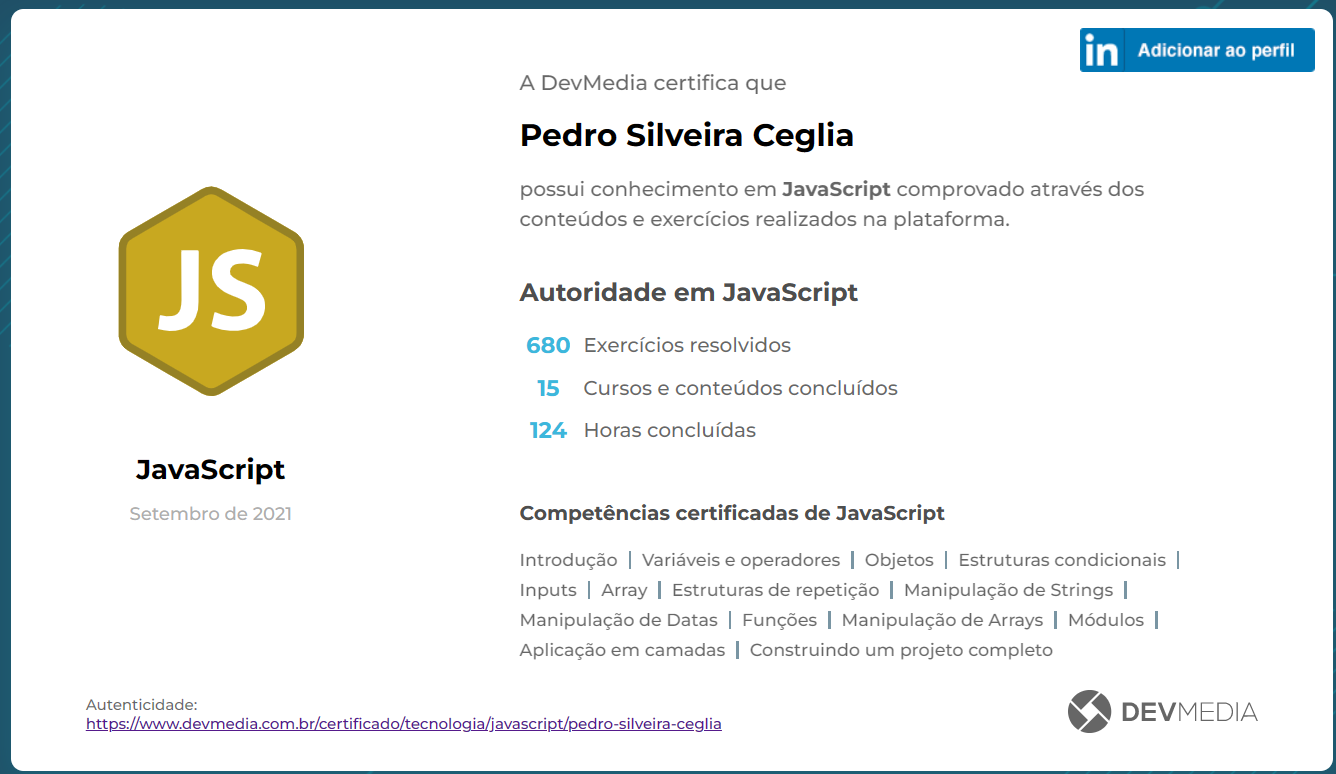 in Adicionar ao perfil
A DevMedia certifica que
Pedro Silveira Ceglia
possui conhecimento em JavaScript comprovado através dos
conteúdos e exercícios realizados na plataforma.
JS
JavaScript
Setembro de 2021
Autoridade em JavaScript
680 Exercícios resolvidos
15 Cursos e conteúdos concluídos
124 Horas concluídas
Competências certificadas de JavaScript
Introdução | Variáveis e operadores | Objetos | Estruturas condicionais |
Inputs | Array | Estruturas de repetição | Manipulação de Strings |
Manipulação de Datas | Funções | Manipulação de Arrays | Módulos |
Aplicação em camadas | Construindo um projeto completo
Autenticidade:
https://www.devmedia.com.br/certificado/tecnologia/javascript/pedro-silveira-ceglia
DEVMEDIA